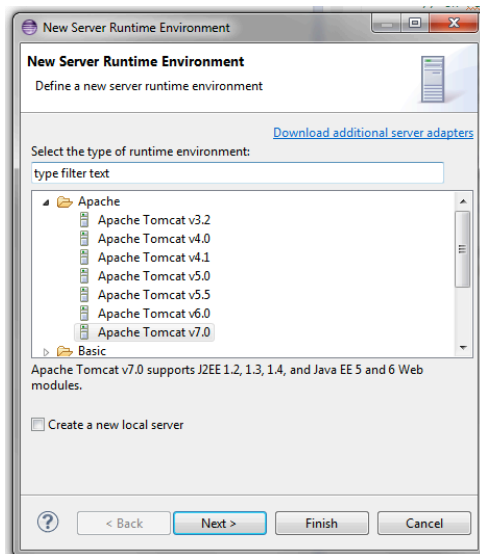 New Server Runtime Environment
New Server Runtime Environment
Define a new server runtime environment
Download additional server adapters
Select the type of runtime environment:
type filter text
Apache
Apache Tomcat v3.2
Apache Tomcat v4.0
Apache Tomcat v4.1
Apache Tomcat v5.0
Apache Tomcat v5.5
Apache Tomcat v6.0
Apache Tomcat v7.0
Basic
Apache Tomcat v7.0 supports J2EE 1.2, 1.3, 1.4, and Java EE 5 and 6 Web
modules.
Create a new local server
? < Back Next > Finish Cancel